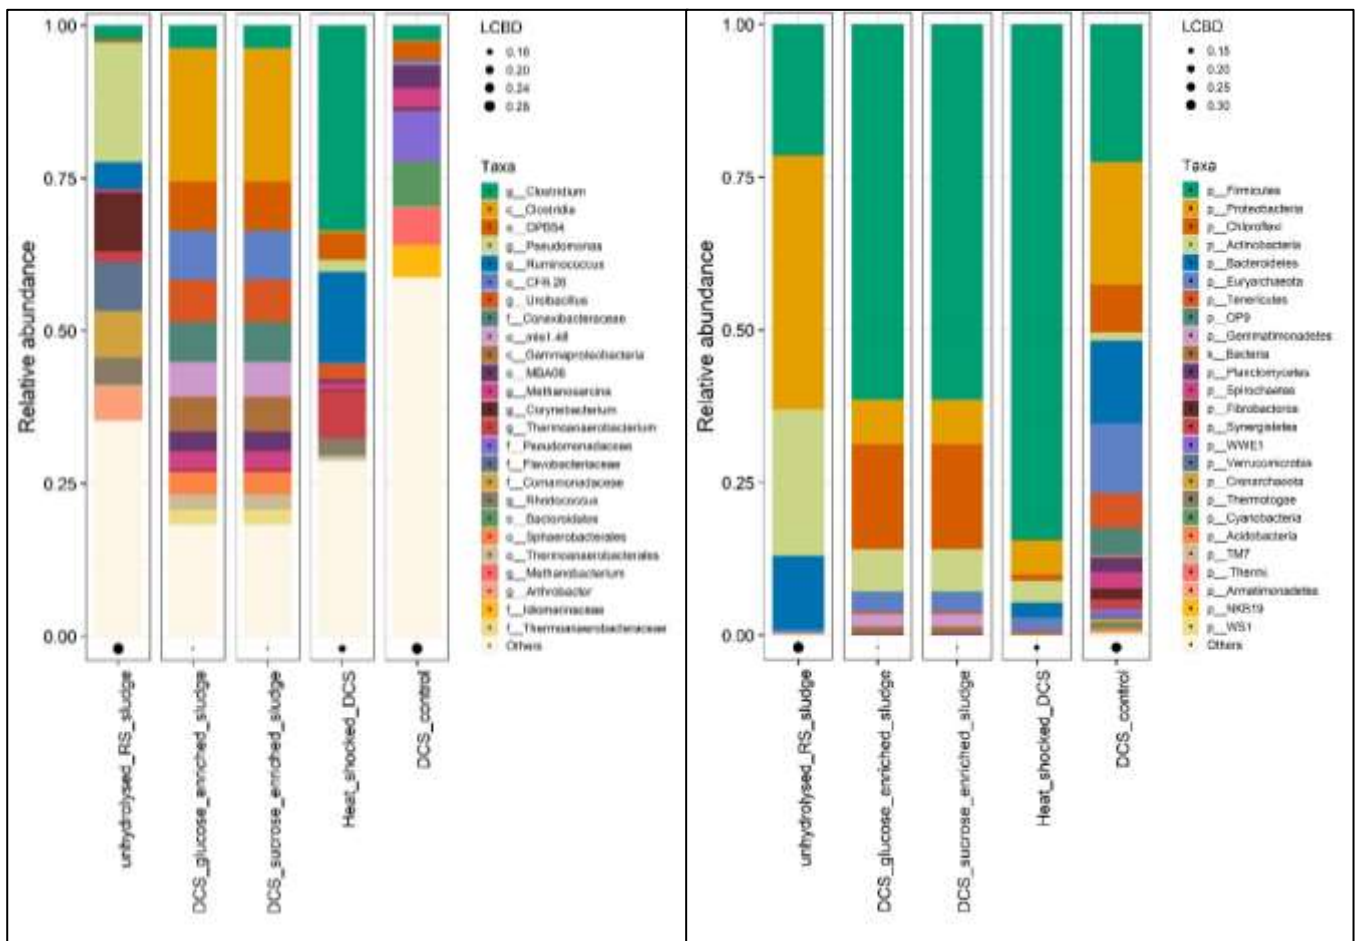 1.00
0.75
0.50
0.25
0.00
Relative abundance
unhydrolysed_RS_sludge
DCS_glucose_enriched_sludge
DCS_sucrose_enriched_sludge
Heat_shocked_DCS
DCS_control
LCBD
0.16
0.20
0.24
0.28
Taxa
g__Clostridium
c__Clostridia
o__OPB54
g__Pseudomonas
g__Ruminococcus
g__Urobacillus
f__Conexibacteraceae
c__Gammaproteobacteria
o__MBA08
g__Methanosarcina
g__Corynebacterium
g__Thermoanaerobacterium
f__Pseudomonadaceae
f__Flavobacteriaceae
f__Comamonadaceae
g__Rhodococcus
o__Bacteroidales
o__Sphaerobacterales
o__Thermoanaerobacterales
g__Methanobacterium
g__Arthrobacter
f__Idiomarinaceae
f__Thermoanaerobacteraceae
Others
1.00
0.75
0.50
0.25
0.00
Relative abundance
unhydrolysed_RS_sludge
DCS_glucose_enriched_sludge
DCS_sucrose_enriched_sludge
Heat_shocked_DCS
DCS_control
LCBD
0.15
0.20
0.25
0.30
Taxa
p__Firmicutes
p__Proteobacteria
p__Chloroflexi
p__Actinobacteria
p__Bacteroidetes
p__Euryarchaeota
p__Tenericutes
p__OP9
p__Gemmatimonadetes
k__Bacteria
p__Planctomycetes
p__Spirochaetes
p__Fibrobacteres
p__Synergistetes
p__WWE1
p__Verrucomicrobia
p__Crenarchaeota
p__Thermotogae
p__Cyanobacteria
p__Acidobacteria
p__TM7
p__Thermi
p__Armatimonadetes
p__NKB19
p__WS1
Others